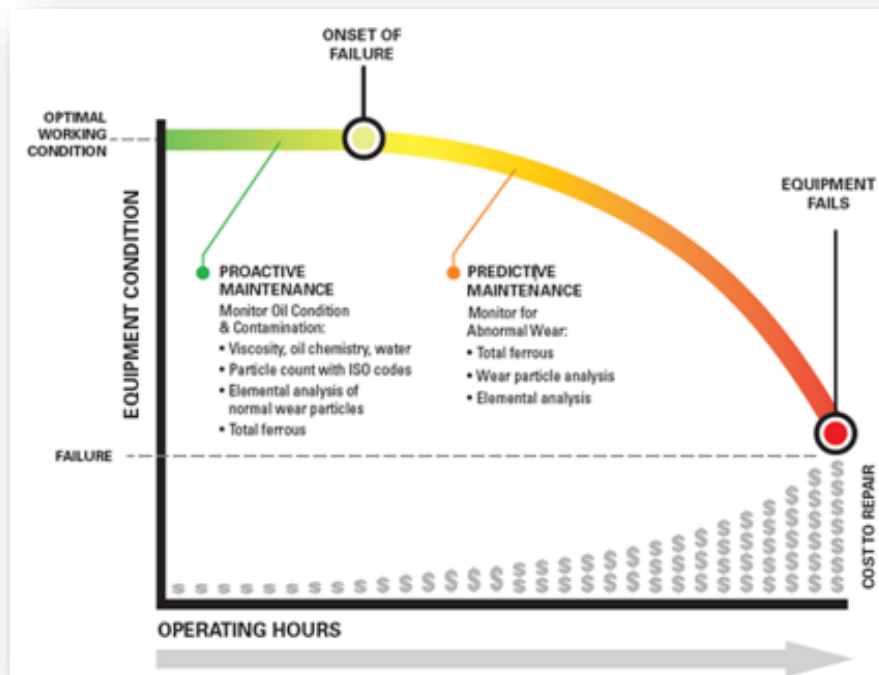 ONSET OF
FAILURE
OPTIMAL
WORKING
CONDITION
EQUIPMENT
FAILS
EQUIPMENT CONDITION
PROACTIVE
MAINTENANCE
Monitor Oil Condition
& Contamination:
• Viscosity, oil chemistry, water
• Particle count with ISO codes
• Elemental analysis of
normal wear particles
• Total ferrous
PREDICTIVE
MAINTENANCE
Monitor for
Abnormal Wear:
• Total ferrous
• Wear particle analysis
• Elemental analysis
FAILURE
COST TO REPAIR
OPERATING HOURS